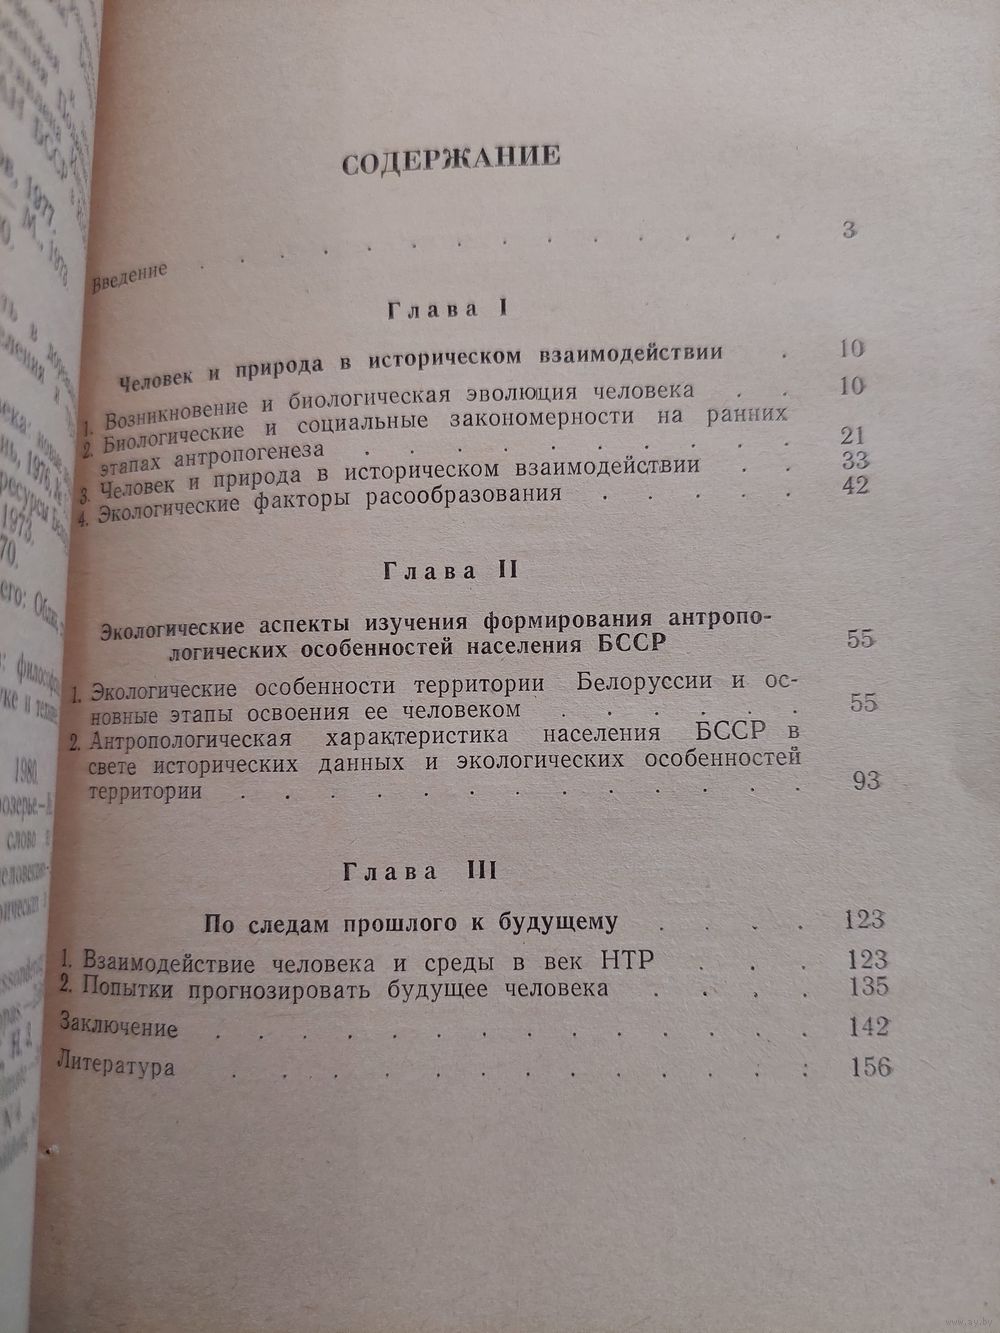 СОДЕРЖАНИЕ
Введение . . . . . . . . . . . . . . 3
Глава I
Человек и природа в историческом взаимодействии . 10
1. Возникновение и биологическая эволюция человека . . 10
2. Биологические и социальные закономерности на ранних
этапах антропогенеза . . . . . . . . . . 21
3. Человек и природа в историческом взаимодействии . . 33
4. Экологические факторы расообразования . . . . . 42
Глава II
Экологические аспекты изучения формирования антропо-
логических особенностей населения БССР 55
1. Экологические особенности территории Белоруссии и ос-
новные этапы освоения ее человеком . . . . . . 55
2. Антропологическая характеристика населения БССР в
свете исторических данных и экологических особенностей
территории . . . . . . . . . . . . . 93
Глава III
По следам прошлого к будущему . . . . 123
1. Взаимодействие человека и среды в век НТР . . . 123
2. Попытки прогнозировать будущее человека . . . . 135
Заключение . . . . . . . . . . . . . . 142
Литература . . . . . . . . . . . . . : 156
www.ay.by